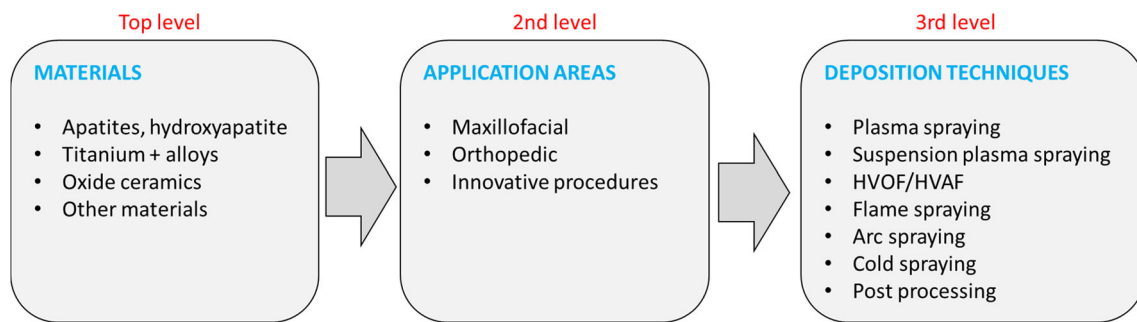 Top level
MATERIALS
• Apatites, hydroxyapatite
• Titanium + alloys
• Oxide ceramics
• Other materials
2nd level
APPLICATION AREAS
• Maxillofacial
• Orthopedic
• Innovative procedures
3rd level
DEPOSITION TECHNIQUES
• Plasma spraying
• Suspension plasma spraying
• HVOF/HVAF
• Flame spraying
• Arc spraying
• Cold spraying
• Post processing